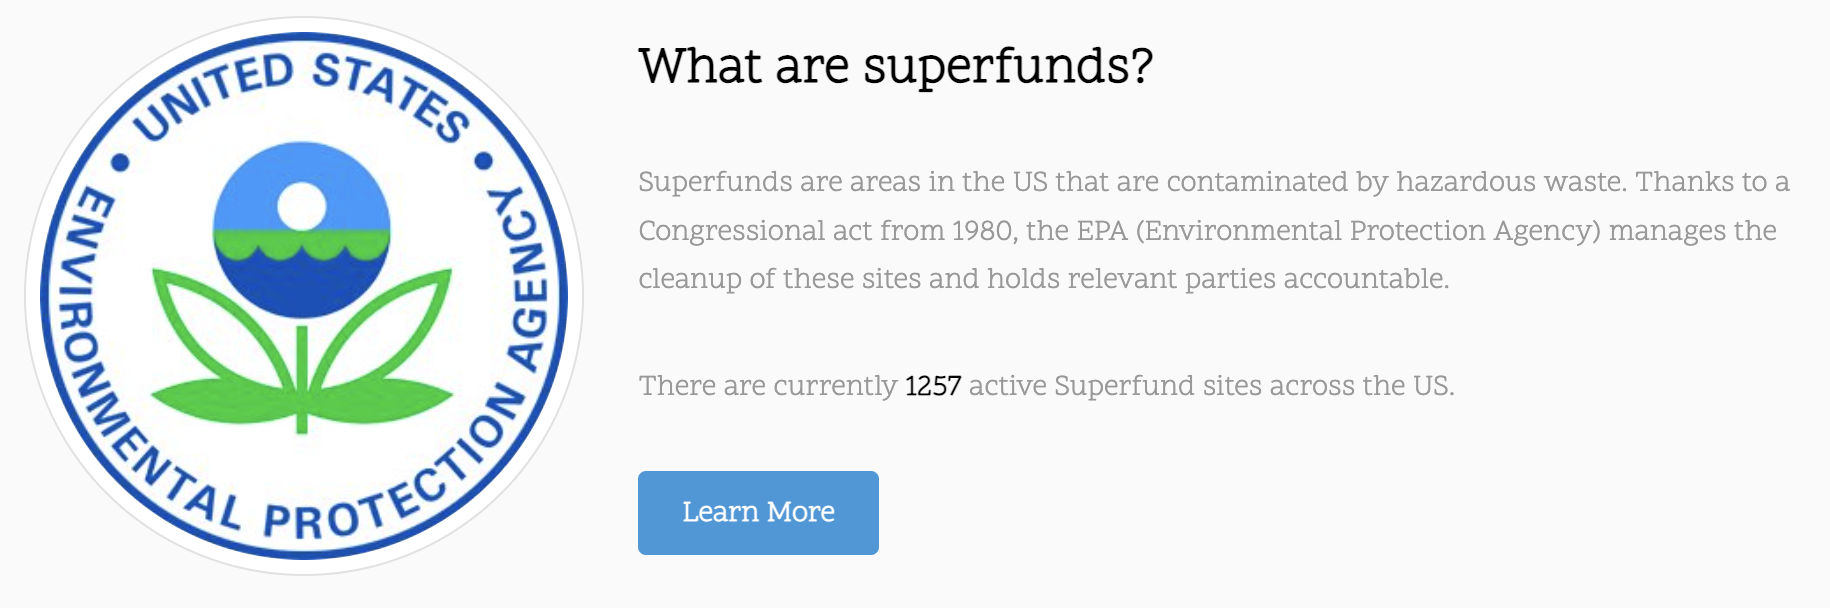 UNITED STATES
ENVIRONMENTAL PROTECTION AGENCY
What are superfunds?
Superfunds are areas in the US that are contaminated by hazardous waste. Thanks to a
Congressional act from 1980, the EPA (Environmental Protection Agency) manages the
cleanup of these sites and holds relevant parties accountable.
There are currently 1257 active Superfund sites across the US.
Learn More